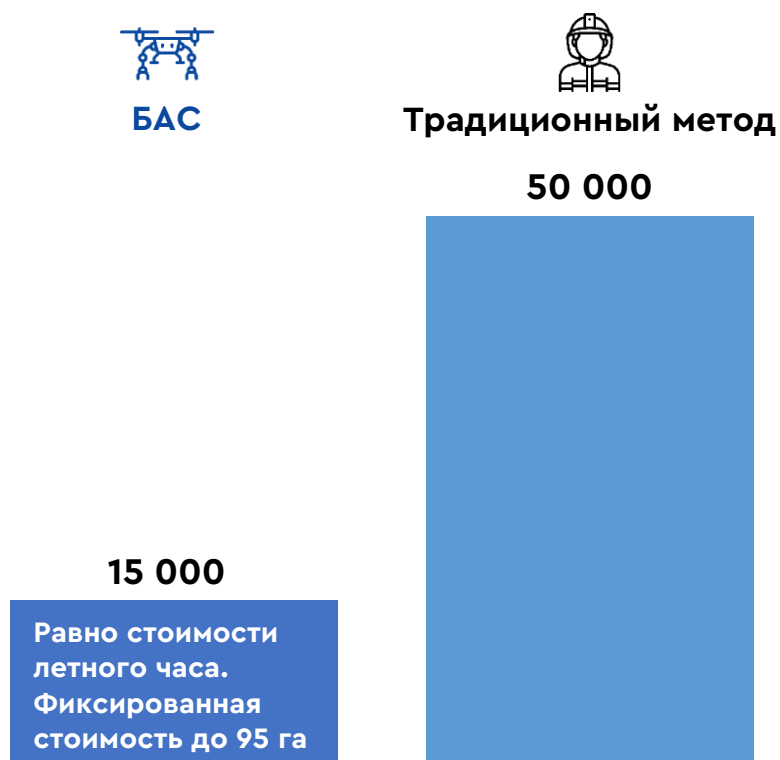 БАС
Традиционный метод
50 000
15 000
Равно стоимости
летного часа.
Фиксированная
стоимость до 95 га